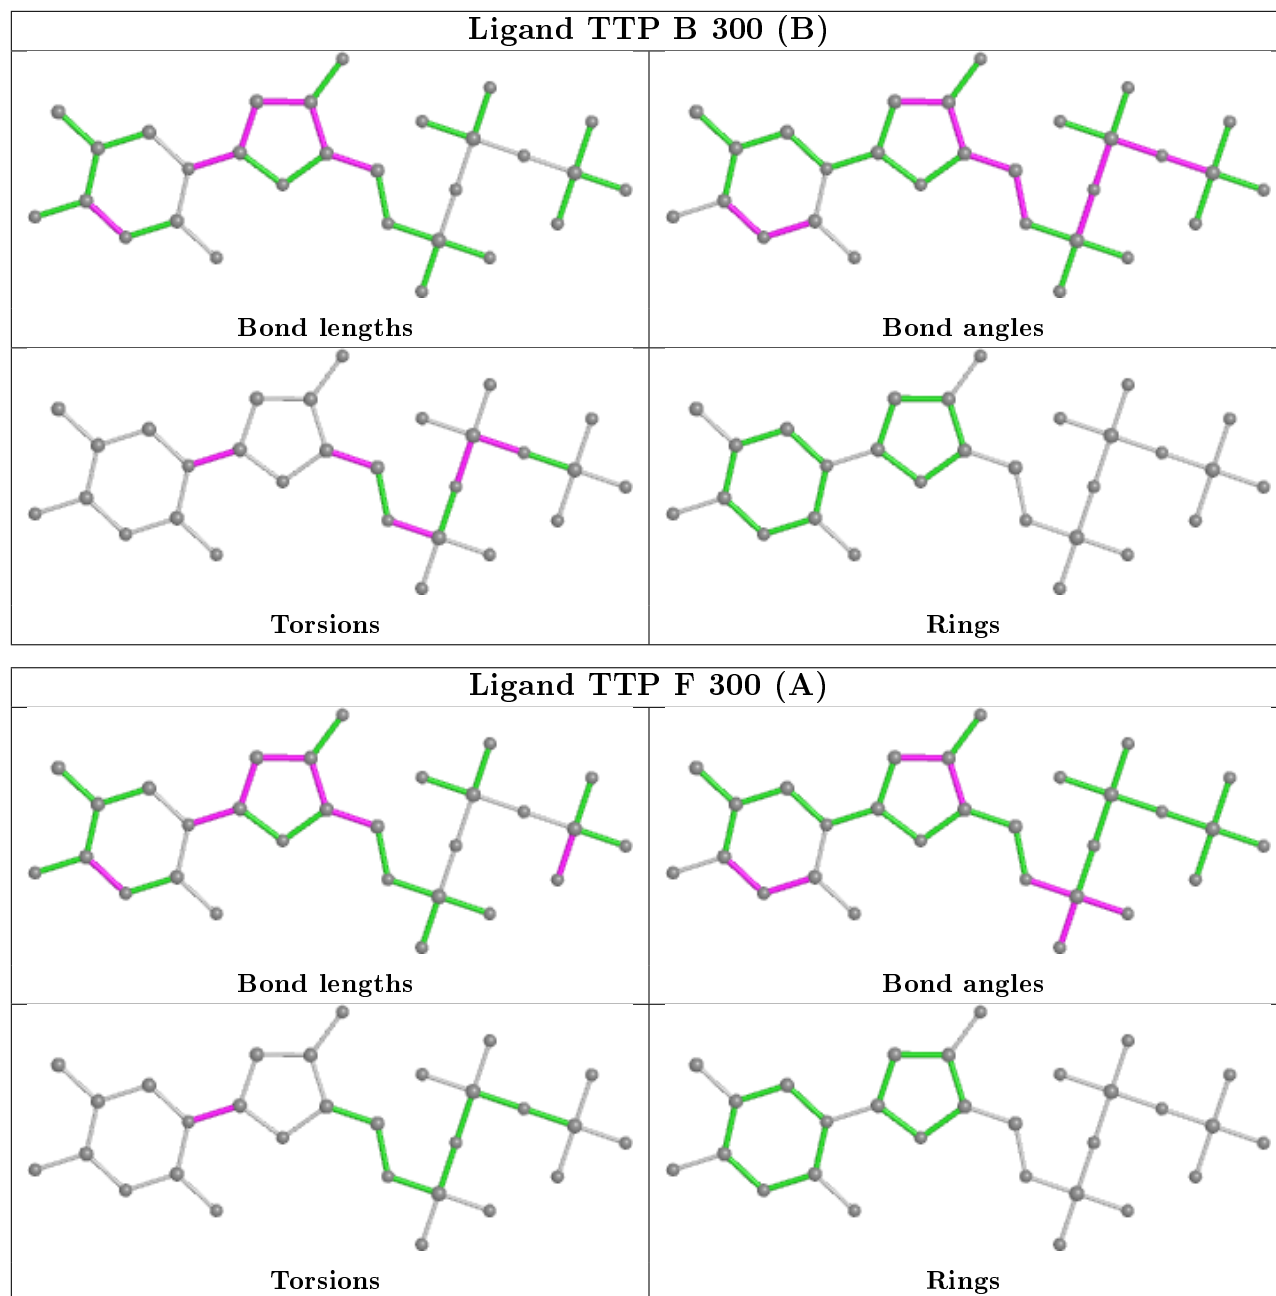 Ligand TTP B 300 (B)
Bond lengths
Bond angles
Torsions
Rings
Ligand TTP F 300 (A)
Bond lengths
Bond angles
Torsions
Rings